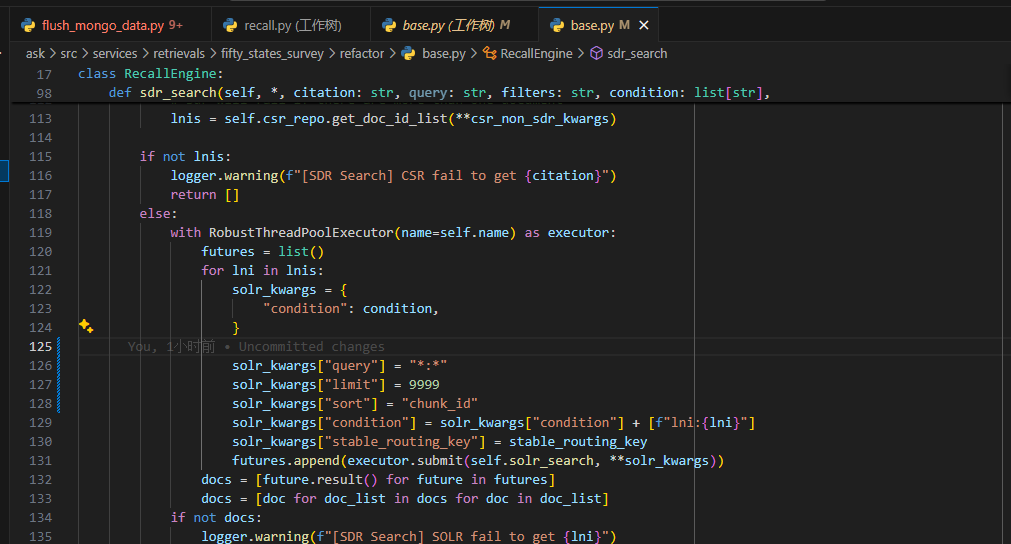 flush_mongo_data.py 9+
recall.py (工作树)
base.py (工作树) M
base.py M
ask > src > services > retrievals > fifty_states_survey > refactor > base.py > RecallEngine > sdr_search
17 class RecallEngine:
98 def sdr_search(self, *, citation: str, query: str, filters: str, condition: list[str],
113 lnis = self.csr_repo.get_doc_id_list(**csr_non_sdr_kwargs)
114
115 if not lnis:
116 logger.warning(f"[SDR Search] CSR fail to get {citation}")
117 return []
118 else:
119 with RobustThreadPoolExecutor(name=self.name) as executor:
120 futures = list()
121 for lni in lnis:
122 solr_kwargs = {
123 "condition": condition,
124 }
125 You, 1小时前 • Uncommitted changes
126 solr_kwargs["query"] = "*:*"
127 solr_kwargs["limit"] = 9999
128 solr_kwargs["sort"] = "chunk_id"
129 solr_kwargs["condition"] = solr_kwargs["condition"] + [f"lni:{lni}"]
130 solr_kwargs["stable_routing_key"] = stable_routing_key
131 futures.append(executor.submit(self.solr_search, **solr_kwargs))
132 docs = [future.result() for future in futures]
133 docs = [doc for doc_list in docs for doc in doc_list]
134 if not docs:
135 logger.warning(f"[SDR Search] SOLR fail to get {lni}")